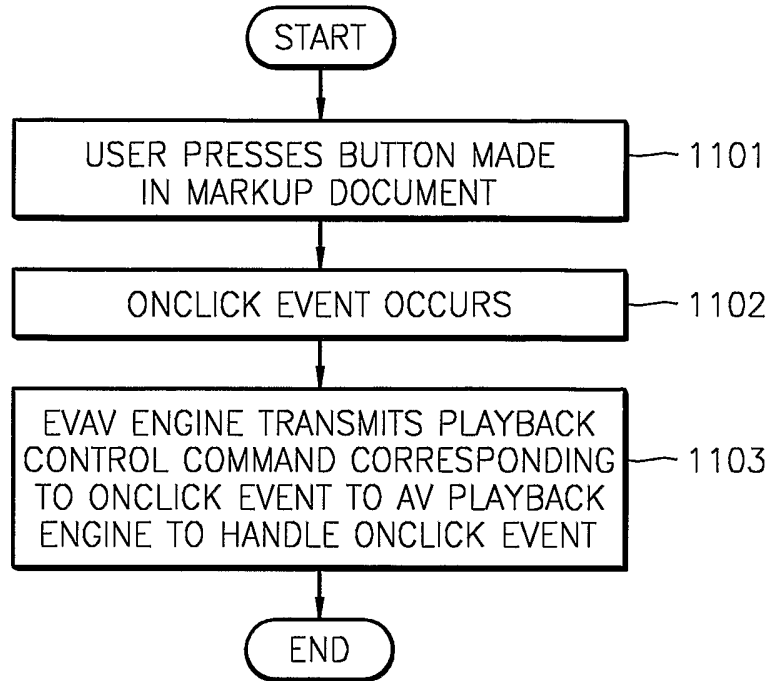 START
USER PRESSES BUTTON MADE
IN MARKUP DOCUMENT
1101
ONCLICK EVENT OCCURS
1102
EVAV ENGINE TRANSMITS PLAYBACK
CONTROL COMMAND CORRESPONDING
TO ONCLICK EVENT TO AV PLAYBACK
ENGINE TO HANDLE ONCLICK EVENT
1103
END